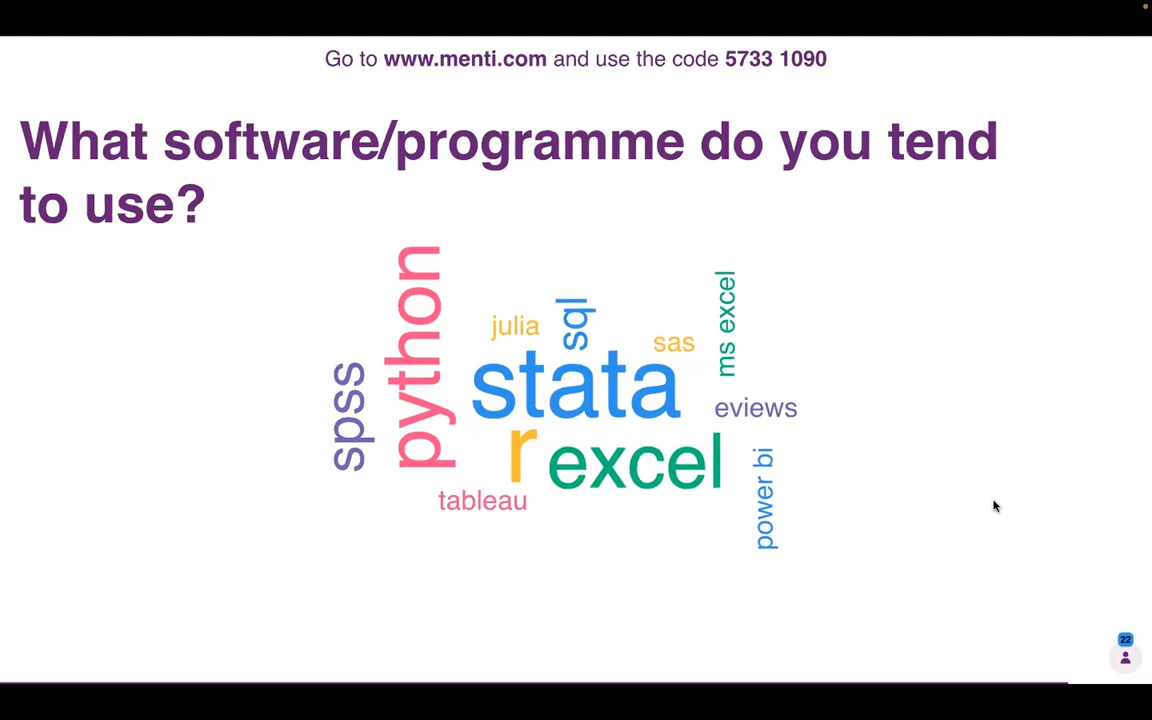 Go to www.menti.com and use the code 5733 1090
What software/programme do you tend
to use?
python
spss
julia
sql
sas
ms excel
stata
eviews
r
excel
tableau
power bi
22